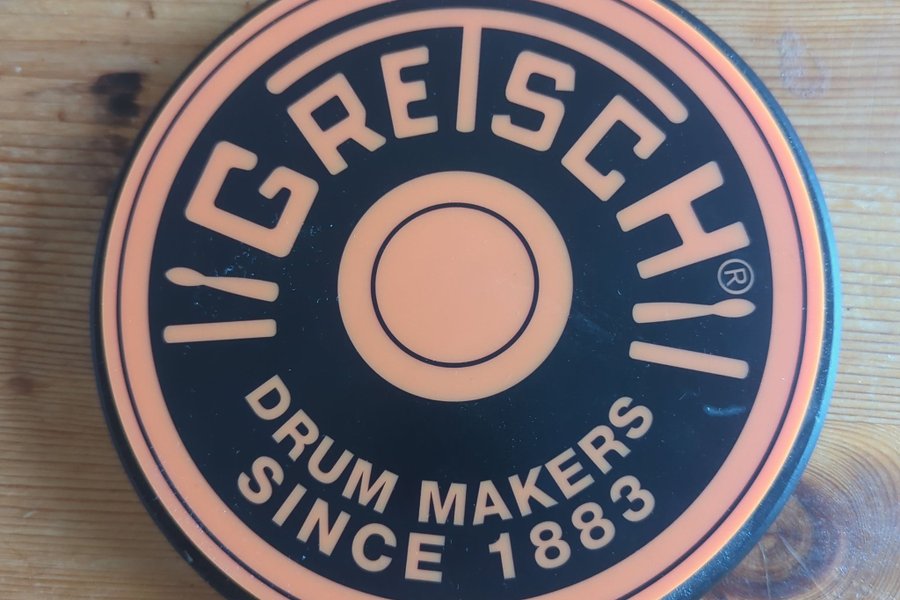 GRETSCH®
DRUM MAKERS
SINCE 1883